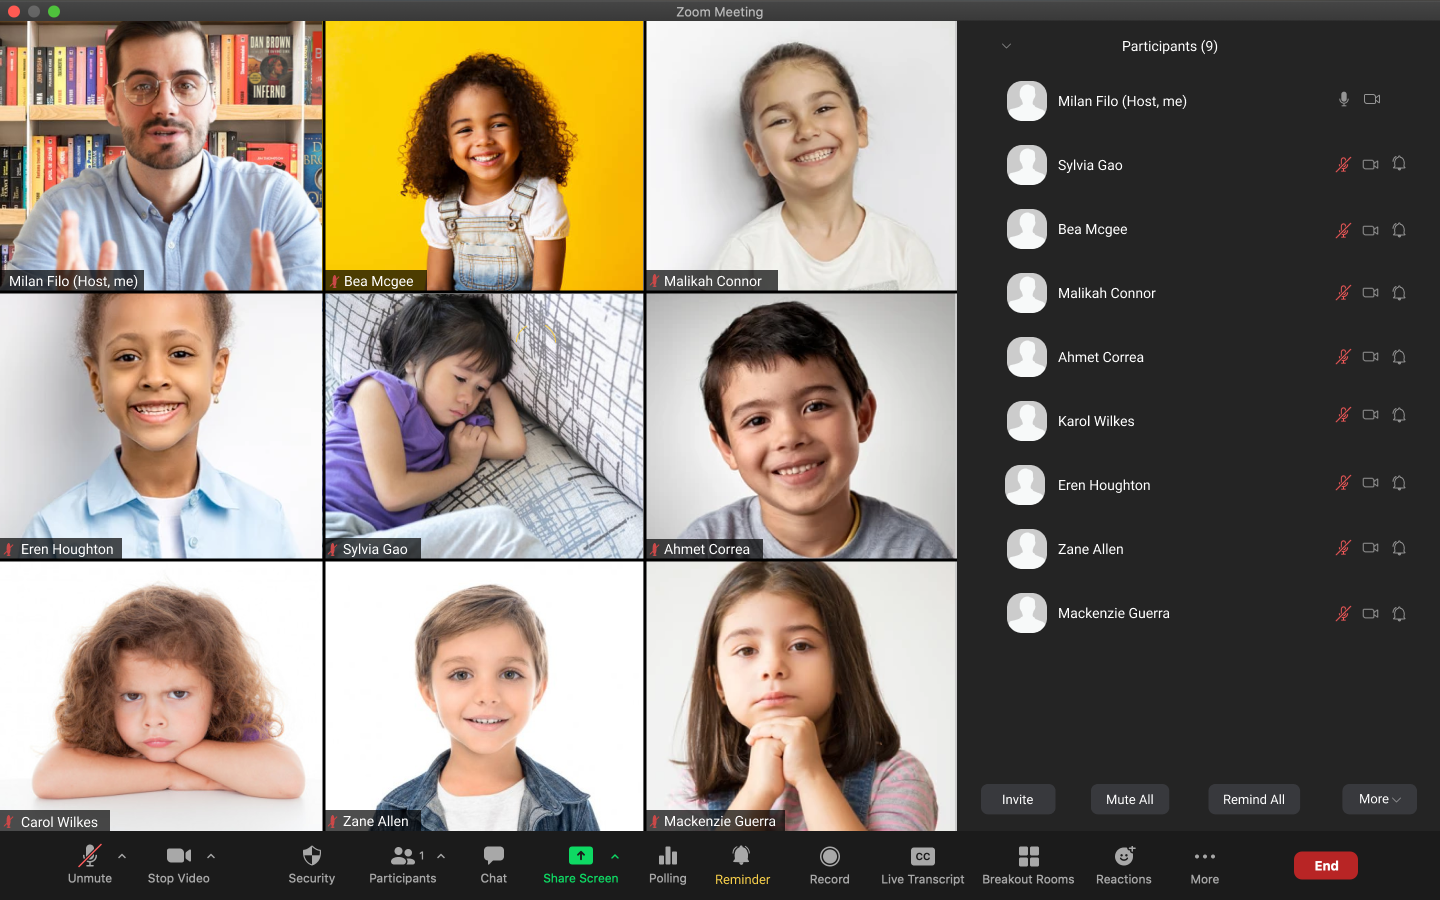 Zoom Meeting
DAN BROWN
INFERNO
Milan Filo (Host, me)
Bea Mcgee
Malikah Connor
Eren Houghton
Sylvia Gao
Ahmet Correa
Carol Wilkes
Zane Allen
Mackenzie Guerra
Participants (9)
Milan Filo (Host, me)
Sylvia Gao
Bea Mcgee
Malikah Connor
Ahmet Correa
Karol Wilkes
Eren Houghton
Zane Allen
Mackenzie Guerra
Invite
Mute All
Remind All
More
Unmute
Stop Video
Security
1
Participants
Chat
Share Screen
Polling
Reminder
Record
CC
Live Transcript
Breakout Rooms
Reactions
More
End